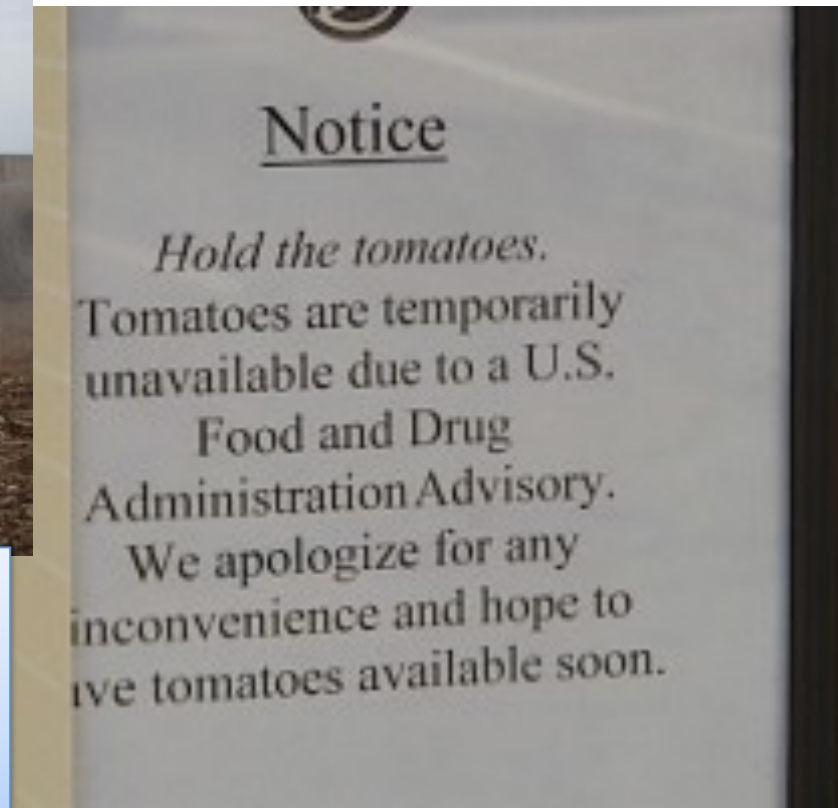 Notice
Hold the tomatoes.
Tomatoes are temporarily
unavailable due to a U.S.
Food and Drug
Administration Advisory.
We apologize for any
inconvenience and hope to
tomatoes available soon.